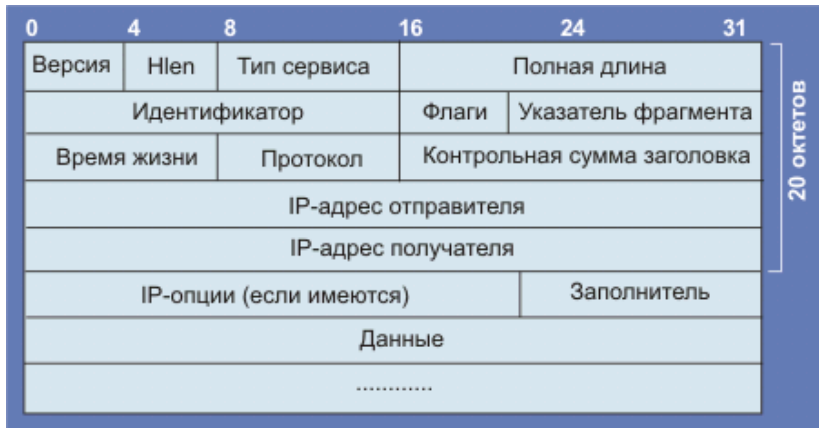 0 4 8 16 24 31
Версия Hlen Тип сервиса Полная длина
Идентификатор Флаги Указатель фрагмента
Время жизни Протокол Контрольная сумма заголовка
IP-адрес отправителя
IP-адрес получателя
IP-опции (если имеются) Заполнитель
Данные
............
20 октетов